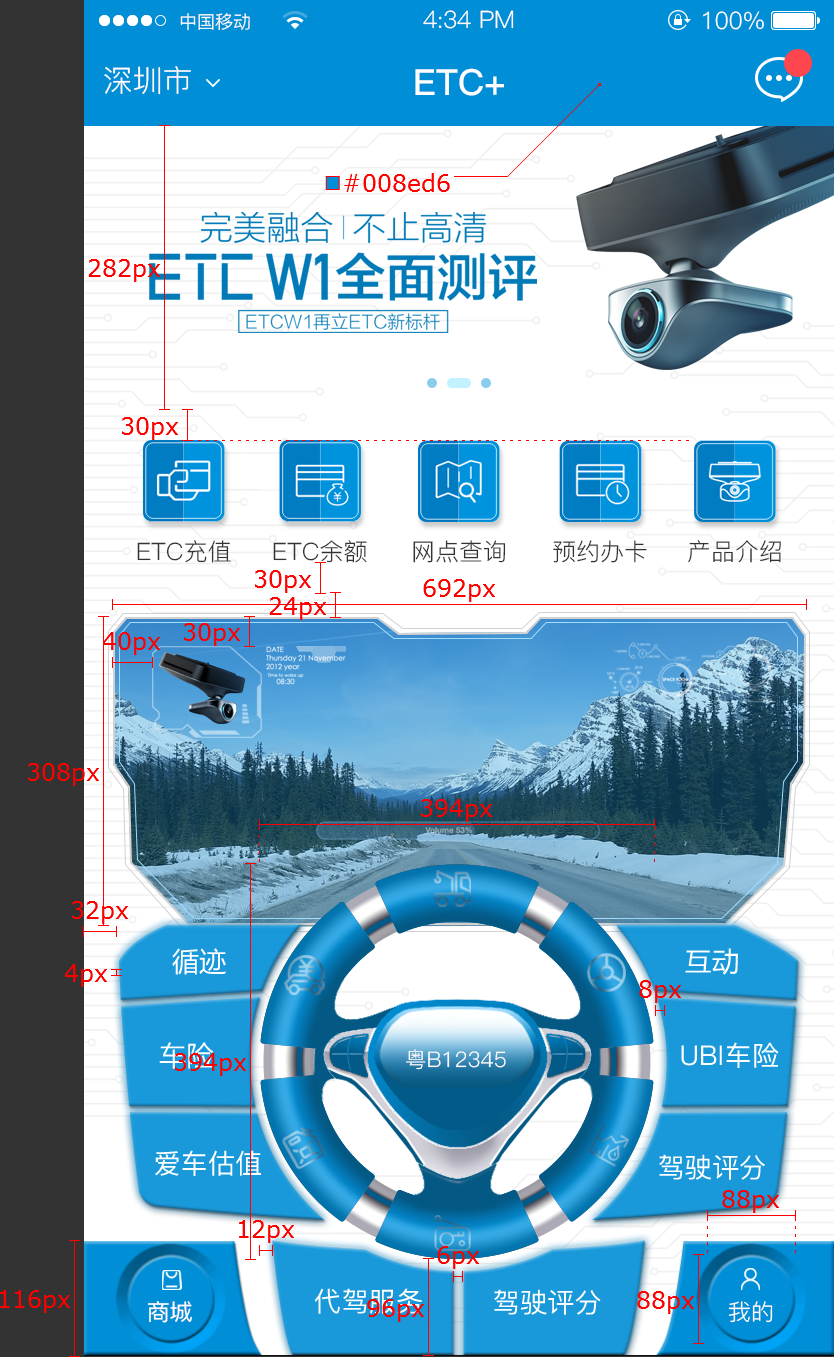 中国移动
4:34 PM
100%
深圳市
ETC+
#008ed6
完美融合 | 不止高清
282px
ETC W1全面测评
ETCW1再立ETC新标杆
30px
ETC充值
ETC余额
网点查询
预约办卡
产品介绍
30px
692px
24px
30px
40px
DATE
Thursday 21 November
2012 year
Time to wake up
08:30
308px
394px
Volume 53%
32px
循迹
互动
4px
8px
车险
394px
粤B12345
UBI车险
爱车估值
驾驶评分
88px
12px
6px
116px
商城
代驾服务
96px
驾驶评分
88px
我的